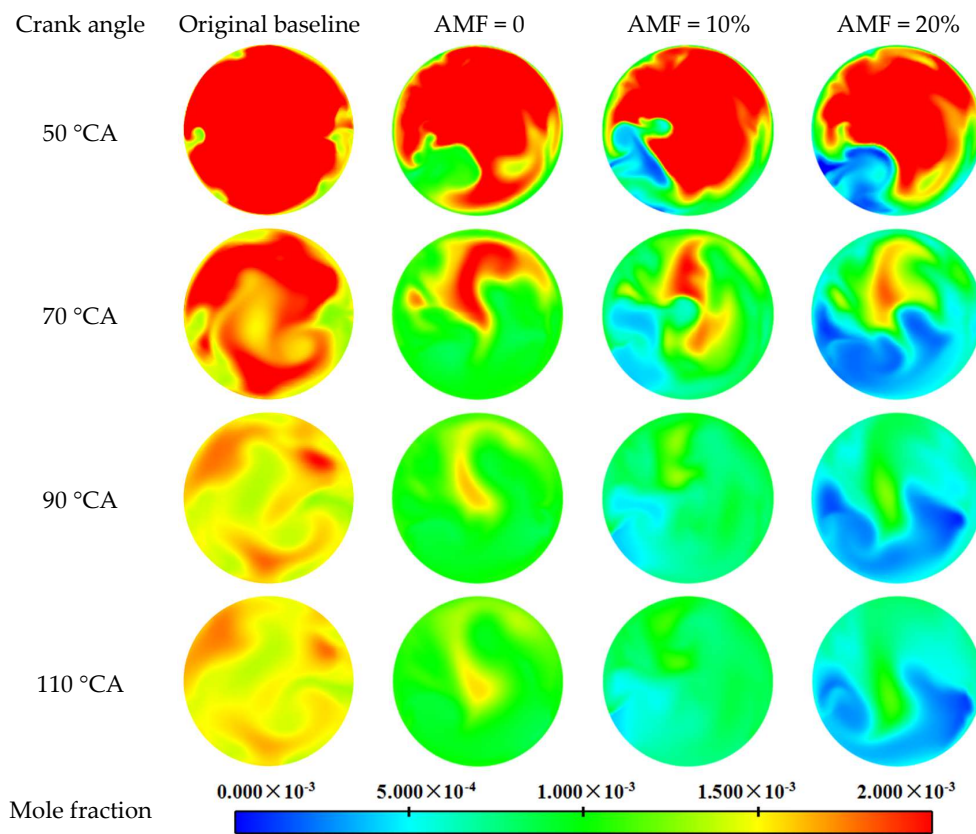 Crank angle Original baseline AMF = 0 AMF = 10% AMF = 20%
50 °CA
70 °CA
90 °CA
110 °CA
0.000×10⁻³ 5.000×10⁻⁴ 1.000×10⁻³ 1.500×10⁻³ 2.000×10⁻³
Mole fraction